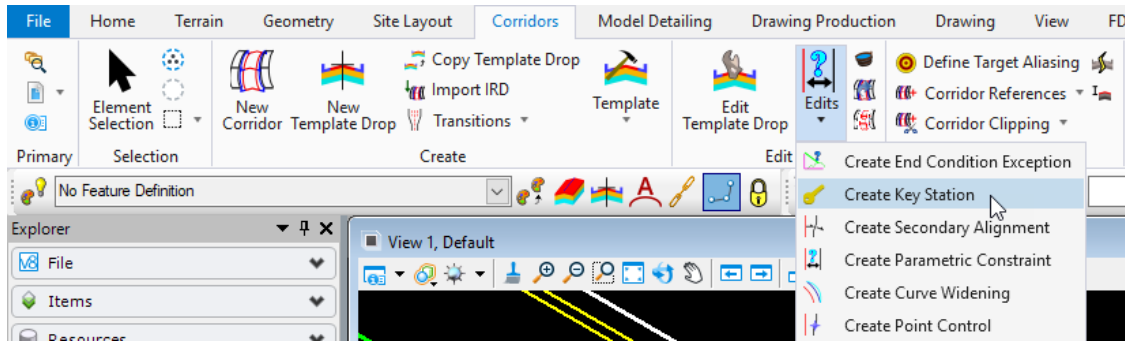 File Home Terrain Geometry Site Layout Corridors Model Detailing Drawing Production Drawing View FD
Element Selection
New Corridor
New Template Drop
Copy Template Drop
Import IRD
Transitions
Template
Edit Template Drop
Edits
Define Target Aliasing
Corridor References
Corridor Clipping
Primary Selection Create Edit
No Feature Definition
Create End Condition Exception
Create Key Station
Create Secondary Alignment
Create Parametric Constraint
Create Curve Widening
Create Point Control
Explorer
File
Items
Resources
View 1, Default